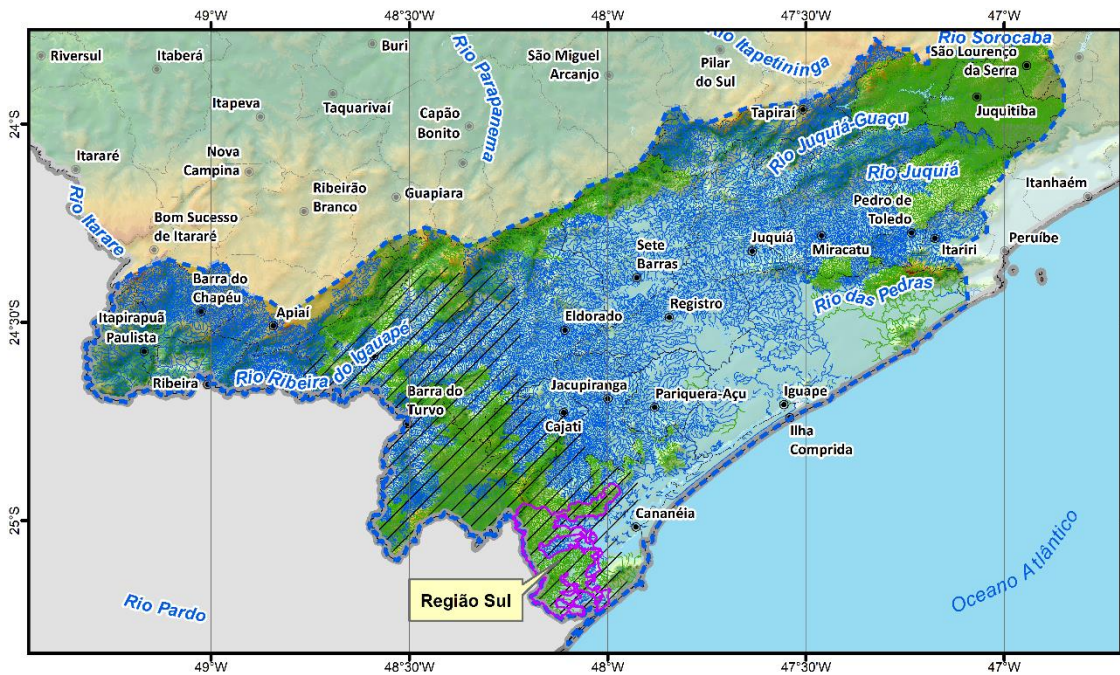 49°W
48°30'W
48°W
47°30'W
47°W
Riversul
Itaberá
Buri
Rio Paranapanema
São Miguel
Arcanjo
Rio Itapetininga
Pilar
do Sul
Rio Sorocaba
São Lourenço
da Serra
Itapeva
Taquarivaí
Capão
Bonito
Tapiraí
Juquitiba
24°S
Rio Juquiá-Guaçu
Itararé
Nova
Campina
Ribeirão
Branco
Guapiara
Rio Juquiá
Itanhaém
Rio Itarare
Bom Sucesso
de Itararé
Pedro de
Toledo
Sete
Barras
Juquiá
Miracatu
Itariri
Peruíbe
Barra do
Chapéu
Rio das Pedras
Itapirapuã
Paulista
Apiaí
Eldorado
Registro
24°30'S
Ribeira
Rio Ribeira do Igauapé
Barra do
Turvo
Jacupiranga
Pariquera-Açu
Iguape
Cajati
Ilha
Comprida
25°S
Cananéia
Região Sul
Rio Pardo
Oceano Atlântico
49°W
48°30'W
48°W
47°30'W
47°W